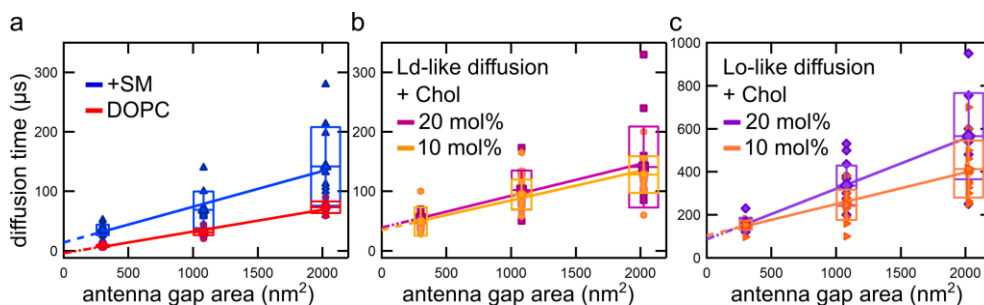 a
diffusion time (µs)
300
200
100
0
+SM
DOPC
0 500 1000 1500 2000
antenna gap area (nm²)
b
300
200
100
0
Ld-like diffusion
+ Chol
20 mol%
10 mol%
0 500 1000 1500 2000
antenna gap area (nm²)
c
1000
800
600
400
200
0
Lo-like diffusion
+ Chol
20 mol%
10 mol%
0 500 1000 1500 2000
antenna gap area (nm²)